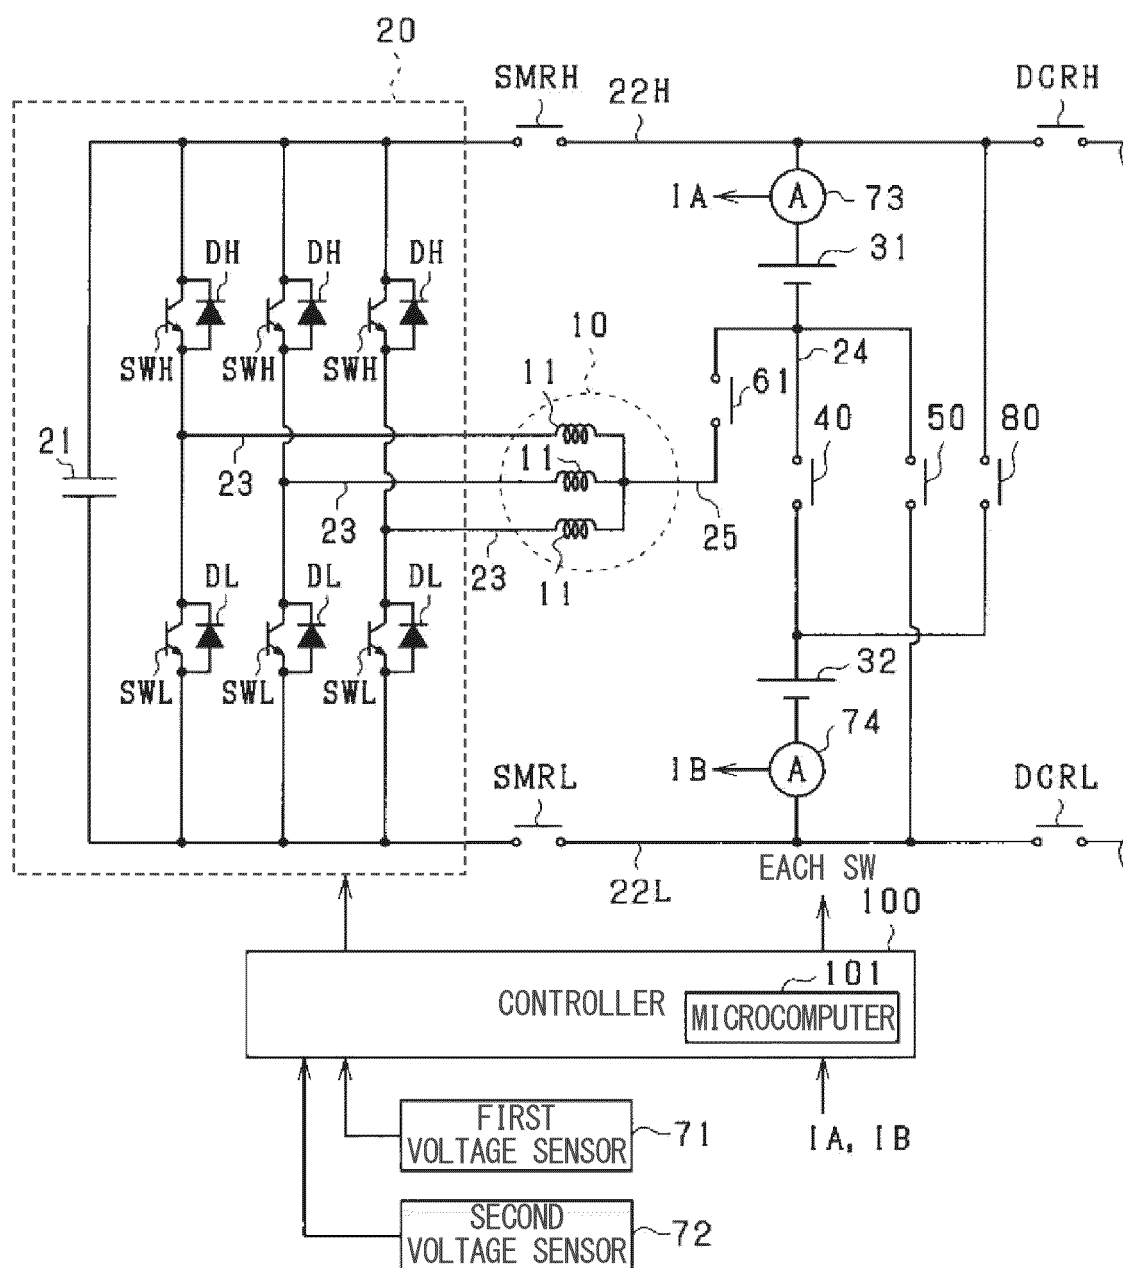 20
SMRH
22H
DCRH
IA
A
73
31
DH
DH
DH
10
24
SWH
SWH
SWH
61
11
40
50
80
21
11
23
23
25
23
11
DL
DL
DL
32
SWL
SWL
SWL
74
IB
A
SMRL
DCRL
EACH SW
22L
100
101
CONTROLLER
MICROCOMPUTER
FIRST
VOLTAGE SENSOR
71
IA, IB
SECOND
VOLTAGE SENSOR
72